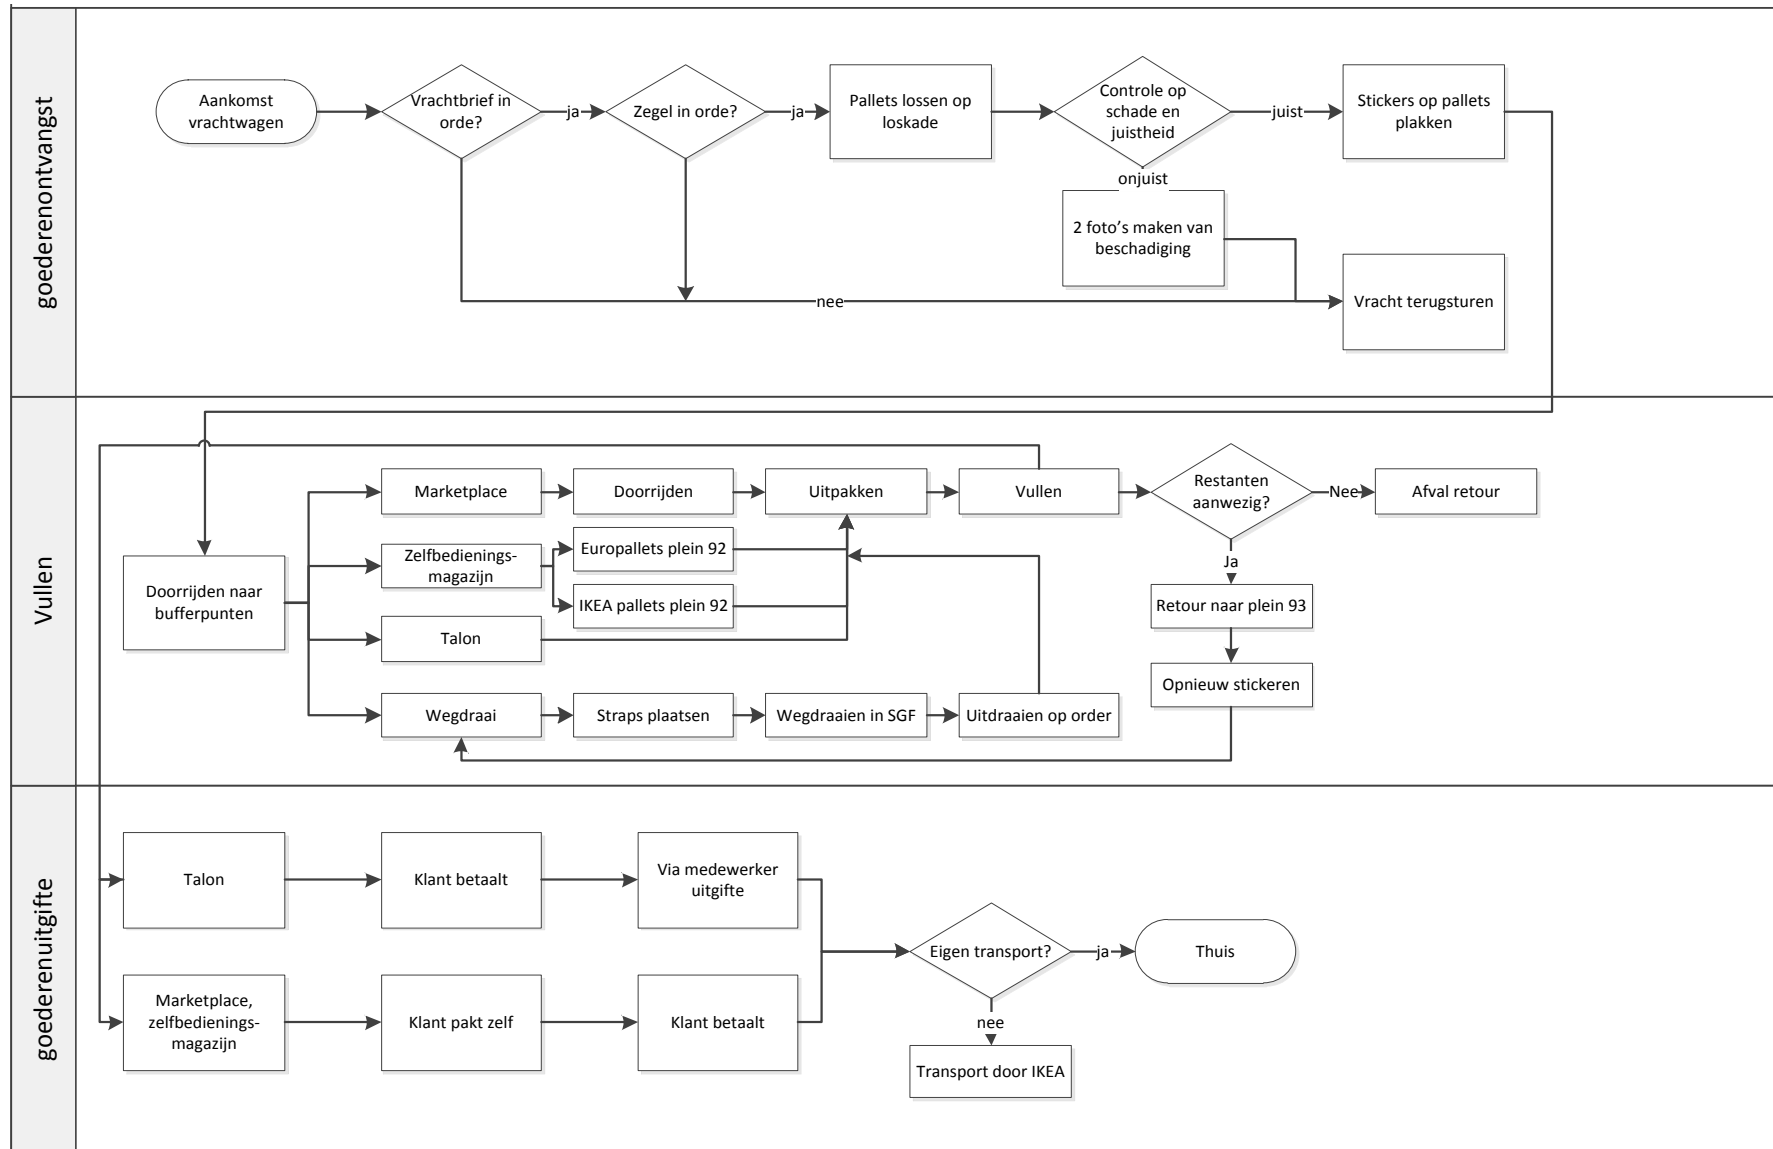 goederenontvangst
Aankomst
vrachtwagen
Vrachtbrief in
orde?
ja
Zegel in orde?
ja
Pallets lossen op
loskade
Controle op
schade en
juistheid
juist
Stickers op pallets
plakken
onjuist
2 foto's maken van
beschadiging
nee
Vracht terugsturen
Vullen
Doorrijden naar
bufferpunten
Marketplace
Doorrijden
Uitpakken
Vullen
Restanten
aanwezig?
Nee
Afval retour
Zelfbedienings-
magazijn
Europallets plein 92
IKEA pallets plein 92
Ja
Retour naar plein 93
Talon
Opnieuw stickeren
Wegdraai
Straps plaatsen
Wegdraaien in SGF
Uitdraaien op order
goederenuitgifte
Talon
Klant betaalt
Via medewerker
uitgifte
Eigen transport?
ja
Thuis
Marketplace,
zelfbedienings-
magazijn
Klant pakt zelf
Klant betaalt
nee
Transport door IKEA